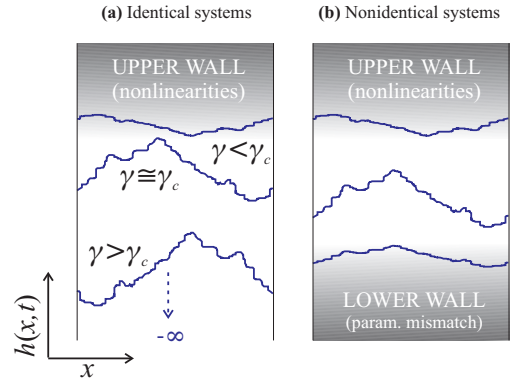 (a) Identical systems
(b) Nonidentical systems
UPPER WALL
(nonlinearities)
γ<γc
γ≅γc
γ>γc
-∞
h(x,t)
x
UPPER WALL
(nonlinearities)
LOWER WALL
(param. mismatch)